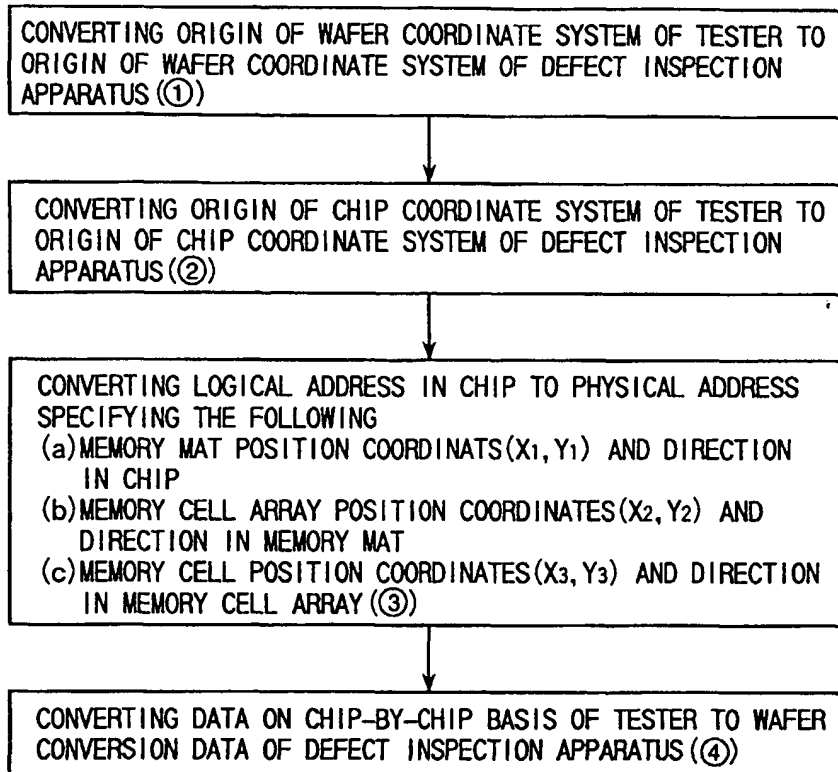 CONVERTING ORIGIN OF WAFER COORDINATE SYSTEM OF TESTER TO
ORIGIN OF WAFER COORDINATE SYSTEM OF DEFECT INSPECTION
APPARATUS(①)
CONVERTING ORIGIN OF CHIP COORDINATE SYSTEM OF TESTER TO
ORIGIN OF CHIP COORDINATE SYSTEM OF DEFECT INSPECTION
APPARATUS(②)
CONVERTING LOGICAL ADDRESS IN CHIP TO PHYSICAL ADDRESS
SPECIFYING THE FOLLOWING
(a)MEMORY MAT POSITION COORDINATS(X1,Y1) AND DIRECTION
IN CHIP
(b)MEMORY CELL ARRAY POSITION COORDINATES(X2,Y2) AND
DIRECTION IN MEMORY MAT
(c)MEMORY CELL POSITION COORDINATES(X3,Y3) AND DIRECTION
IN MEMORY CELL ARRAY(③)
CONVERTING DATA ON CHIP-BY-CHIP BASIS OF TESTER TO WAFER
CONVERSION DATA OF DEFECT INSPECTION APPARATUS(④)